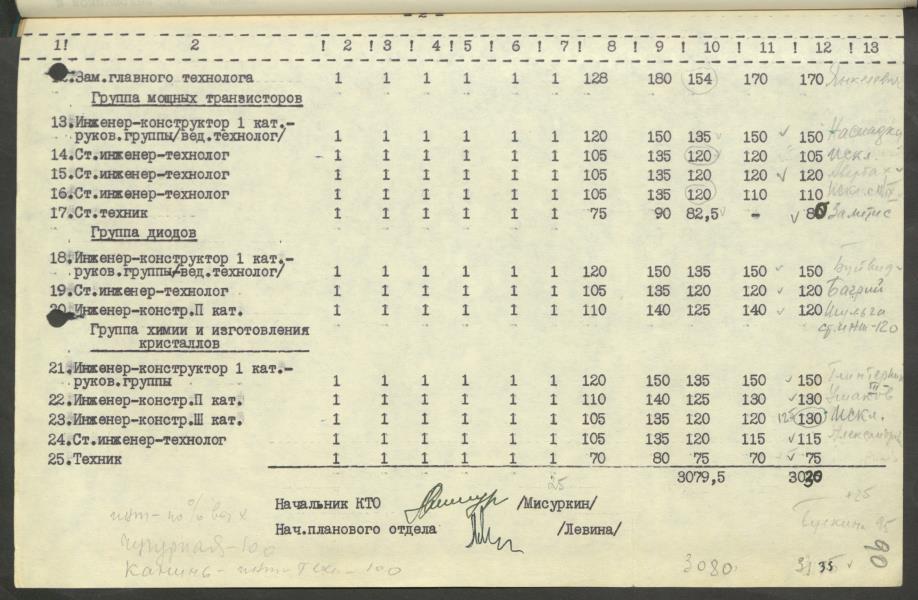 - 2 -
1! 2 ! 2 ! 3 ! 4 ! 5 ! 6 ! 7 ! 8 ! 9 ! 10 ! 11 ! 12 ! 13
Зам.главного технолога 1 1 1 1 1 1 128 180 154 170 170
Группа мощных транзисторов
13.Инженер-конструктор 1 кат.-
руков.группы/вед.технолог/ 1 1 1 1 1 1 120 150 135 150 150
14.Ст.инженер-технолог 1 1 1 1 1 1 105 135 120 120 105 Искл.
15.Ст.инженер-технолог 1 1 1 1 1 1 105 135 120 120 120
16.Ст.инженер-технолог 1 1 1 1 1 1 105 135 120 110 110
17.Ст.техник 1 1 1 1 1 1 75 90 82,5 - 80
Группа диодов
18.Инженер-конструктор 1 кат.-
руков.группы/вед.технолог/ 1 1 1 1 1 1 120 150 135 150 150
19.Ст.инженер-технолог 1 1 1 1 1 1 105 135 120 120 120 Багрий
20.Инженер-констр.П кат. 1 1 1 1 1 1 110 140 125 140 120
Группа химии и изготовления
кристаллов
21.Инженер-конструктор 1 кат.-
руков.группы 1 1 1 1 1 1 120 150 135 150 150
22.Инженер-констр.П кат. 1 1 1 1 1 1 110 140 125 130 130 Ушаков
23.Инженер-констр.Ш кат. 1 1 1 1 1 1 105 135 120 120 130 Искл.
24.Ст.инженер-технолог 1 1 1 1 1 1 105 135 120 115 115
25.Техник 1 1 1 1 1 1 70 80 75 70 75
3079,5
25
Начальник КТО /Мисуркин/
Нач.планового отдела /Левина/
+25
90
3080 3135